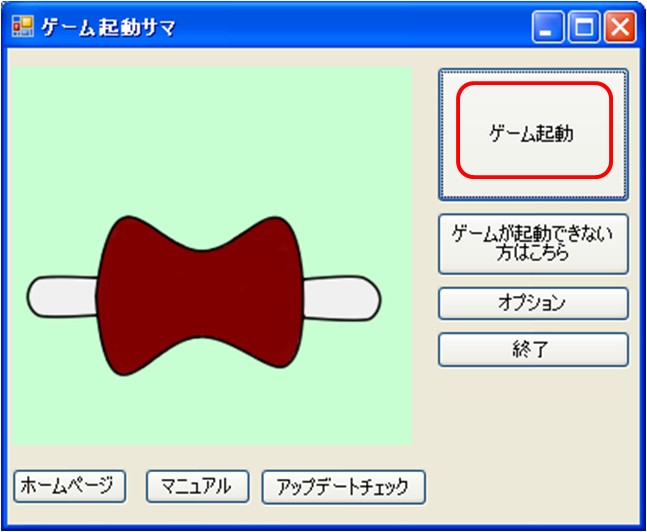 ゲーム起動サマ
ゲーム起動
ゲームが起動できない
方はこちら
オプション
終了
ホームページ
マニュアル
アップデートチェック